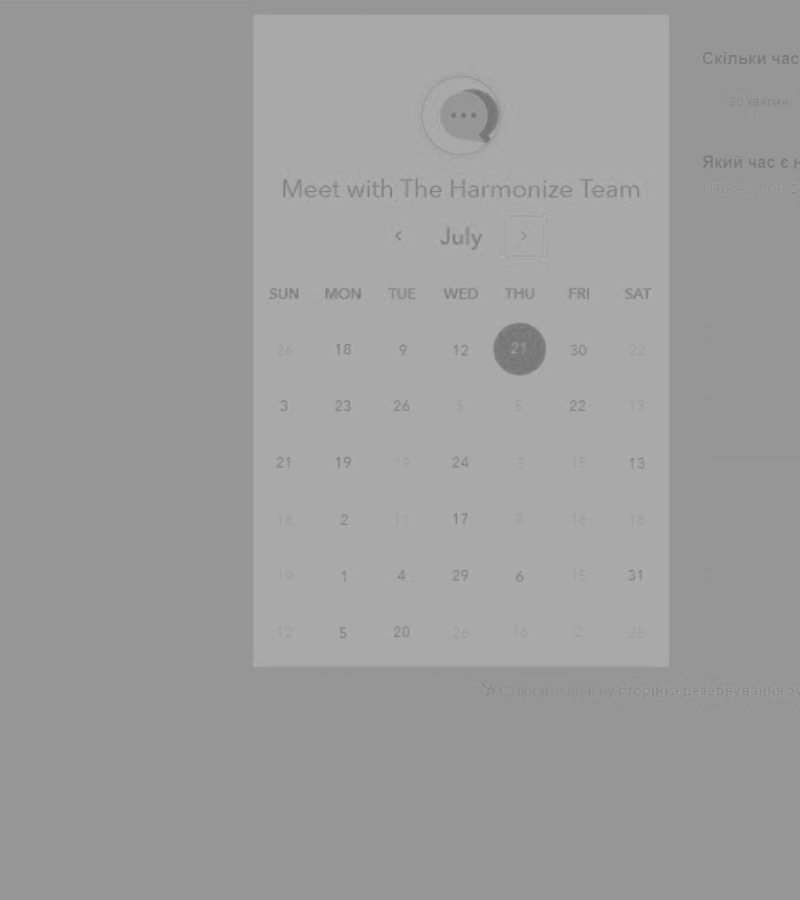 Meet with The Harmonize Team
July
SUN MON TUE WED THU FRI SAT
26 18 9 12 21 30 22
3 23 26 5 5 22 13
21 19 19 24 3 15 13
18 2 11 17 8 16 18
19 1 4 29 6 15 31
12 5 20 26 16 2 28
Скільки час
30 хвилин
Який час є н
Створити власну сторінка резервування зу